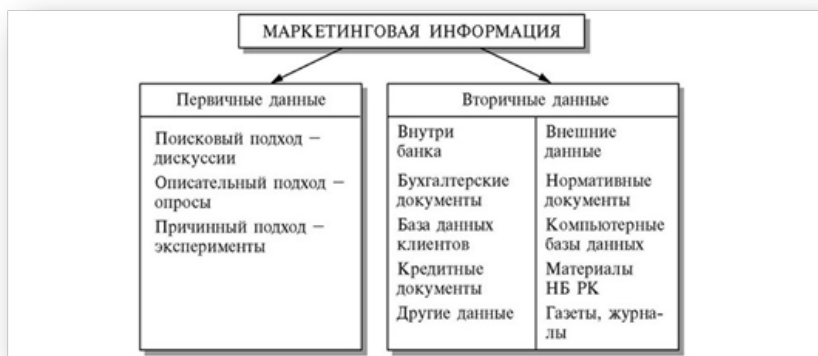 МАРКЕТИНГОВАЯ ИНФОРМАЦИЯ
Первичные данные
Поисковый подход –
дискуссии
Описательный подход –
опросы
Причинный подход –
эксперименты
Вторичные данные
Внутри
банка
Бухгалтерские
документы
База данных
клиентов
Кредитные
документы
Другие данные
Внешние
данные
Нормативные
документы
Компьютерные
базы данных
Материалы
НБ РК
Газеты, журна-
лы